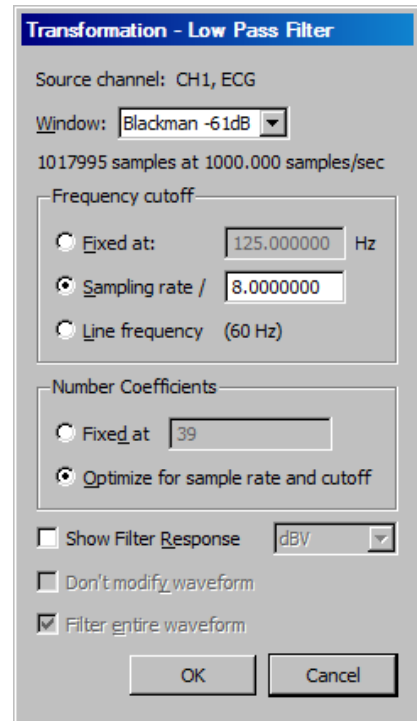 Transformation - Low Pass Filter
Source channel: CH1, ECG
Window: Blackman -61dB
1017995 samples at 1000.000 samples/sec
Frequency cutoff
Fixed at: 125.000000 Hz
Sampling rate / 8.0000000
Line frequency (60 Hz)
Number Coefficients
Fixed at 39
Optimize for sample rate and cutoff
Show Filter Response dBV
Don't modify waveform
Filter entire waveform
OK Cancel